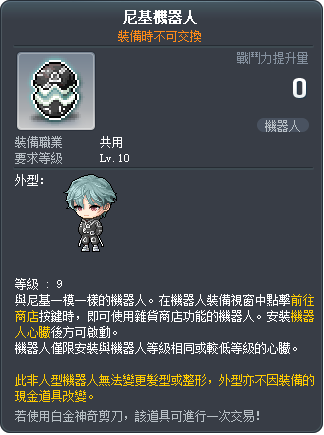 尼基機器人
裝備時不可交換
戰鬥力提升量
0
機器人
裝備職業 共用
要求等級 Lv.10
外型:
等級 : 9
與尼基一模一樣的機器人。在機器人裝備視窗中點擊前往
商店按鍵時，即可使用雜貨商店功能的機器人。安裝機器
人心臟後方可啟動。
機器人僅限安裝與機器人等級相同或較低等級的心臟。
此非人型機器人無法變更髮型或整形，外型亦不因裝備的
現金道具改變。
若使用白金神奇剪刀，該道具可進行一次交易!